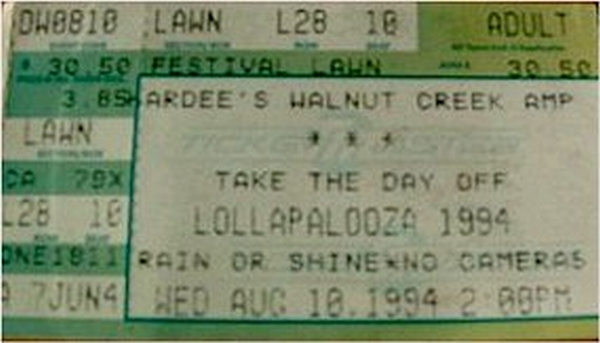 DW0810 LAWN L28 10 ADULT
30.50 FESTIVAL LAWN 30.50
3.85 HARDEE'S WALNUT CREEK AMP
LAWN * * *
CA 79X TAKE THE DAY OFF
L28 10 LOLLAPALOOZA 1994
ONE1811 RAIN OR SHINE*NO CAMERAS
A 7JUN4 WED AUG 10.1994 2:00PM